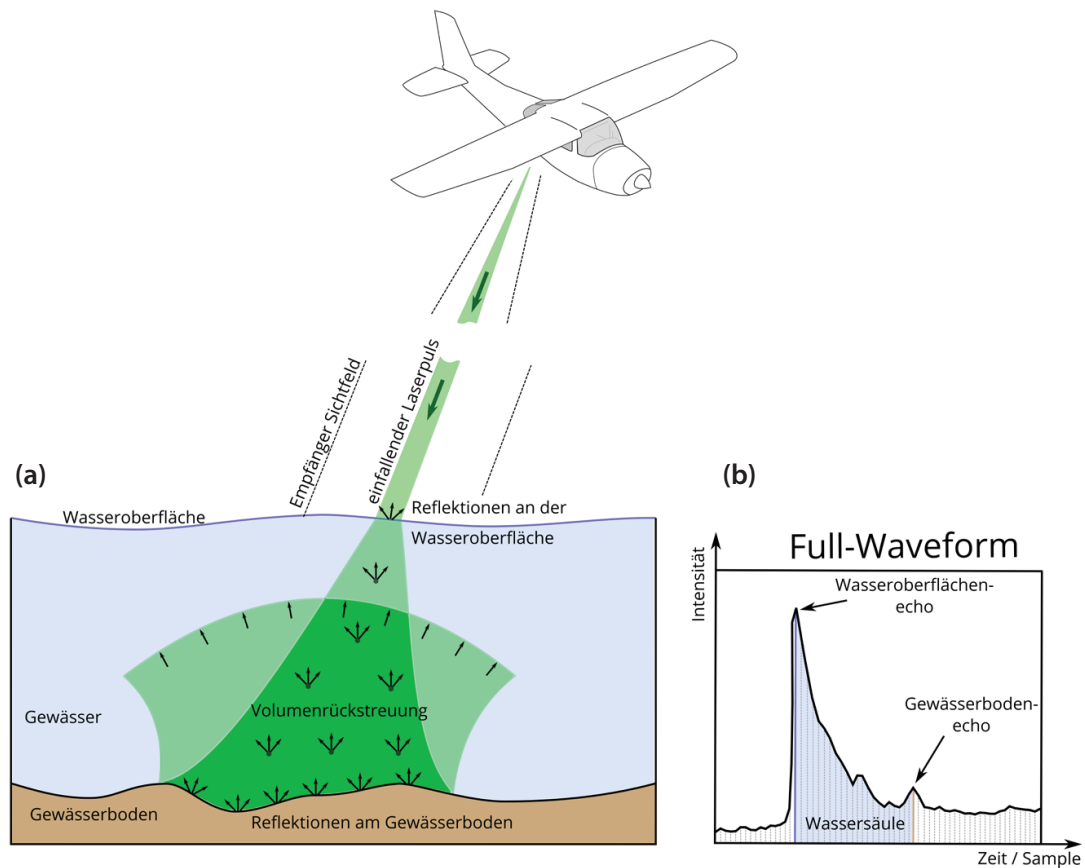 Empfänger Sichtfeld
einfallender Laserpuls
(a)
Wasseroberfläche
Reflektionen an der
Wasseroberfläche
Gewässer
Volumenrückstreuung
Gewässerboden
Reflektionen am Gewässerboden
(b)
Full-Waveform
Intensität
Wasseroberflächen-
echo
Gewässerboden-
echo
Wassersäule
Zeit / Sample